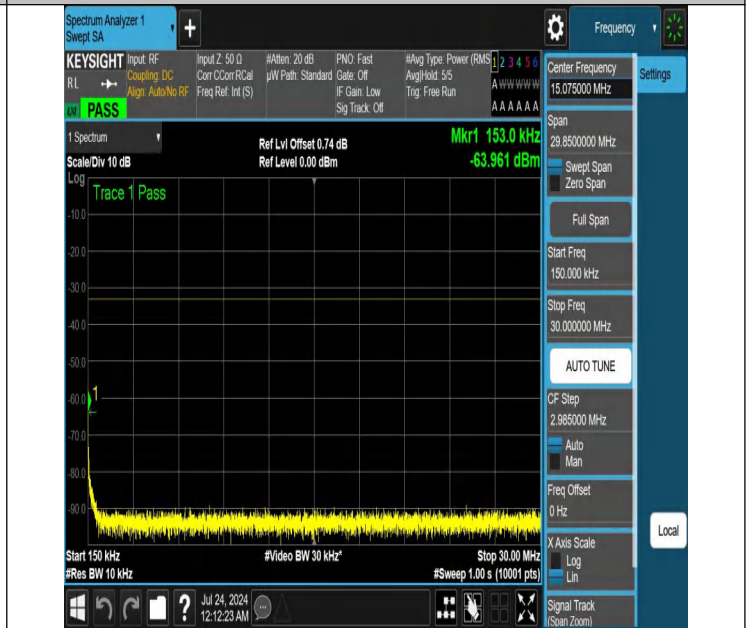 Spectrum Analyzer 1
Swept SA
+
Frequency
KEYSIGHT
RL
PASS
Input: RF
Coupling: DC
Align: Auto/No RF
Input Z: 50 Ω
Corr CCorr RCal
Freq Ref: Int (S)
#Atten: 20 dB
µW Path: Standard
PNO: Fast
Gate: Off
IF Gain: Low
Sig Track: Off
#Avg Type: Power (RMS
Avg|Hold: 5/5
Trig: Free Run
1 2 3 4 5 6
A W W W W W
A A A A A A
Center Frequency
15.075000 MHz
Settings
1 Spectrum
Scale/Div 10 dB
Ref Lvl Offset 0.74 dB
Ref Level 0.00 dBm
Mkr1 153.0 kHz
-63.961 dBm
Log
Trace 1 Pass
-10.0
-20.0
-30.0
-40.0
-50.0
-60.0
1
-70.0
-80.0
-90.0
Start 150 kHz
#Res BW 10 kHz
#Video BW 30 kHz*
Stop 30.00 MHz
#Sweep 1.00 s (10001 pts)
Span
29.8500000 MHz
Swept Span
Zero Span
Full Span
Start Freq
150.000 kHz
Stop Freq
30.000000 MHz
AUTO TUNE
CF Step
2.985000 MHz
Auto
Man
Freq Offset
0 Hz
X Axis Scale
Log
Lin
Local
Signal Track
(Span Zoom)
?
Jul 24, 2024
12:12:23 AM